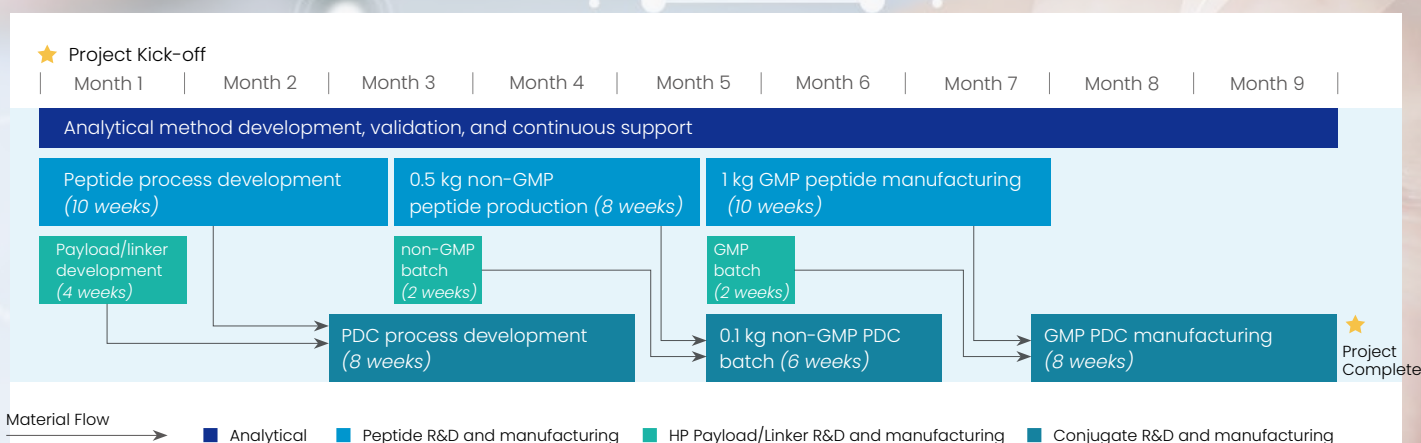 Project Kick-off
Month 1
Month 2
Month 3
Month 4
Month 5
Month 6
Month 7
Month 8
Month 9
Analytical method development, validation, and continuous support
Peptide process development
(10 weeks)
0.5 kg non-GMP
peptide production (8 weeks)
1 kg GMP peptide manufacturing
(10 weeks)
Payload/linker
development
(4 weeks)
non-GMP
batch
(2 weeks)
GMP
batch
(2 weeks)
PDC process development
(8 weeks)
0.1 kg non-GMP PDC
batch (6 weeks)
GMP PDC manufacturing
(8 weeks)
Project
Complete
Material Flow
Analytical
Peptide R&D and manufacturing
HP Payload/Linker R&D and manufacturing
Conjugate R&D and manufacturing